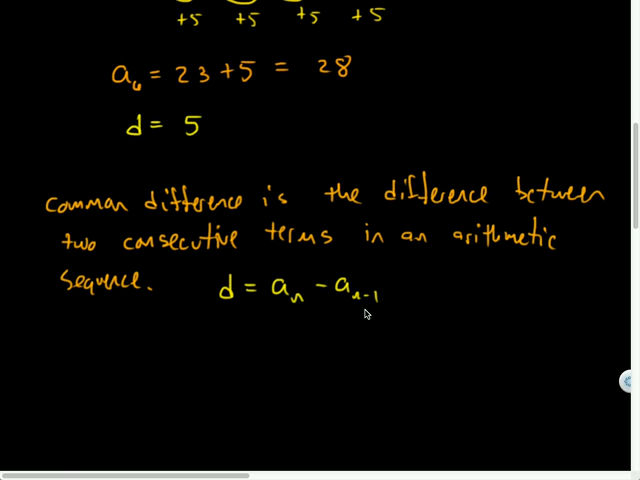 +5 +5 +5 +5
a₆ = 23 +5 = 28
d = 5
common difference is the difference between
two consecutive terms in an arithmetic
sequence. d = aₙ - aₙ₋₁